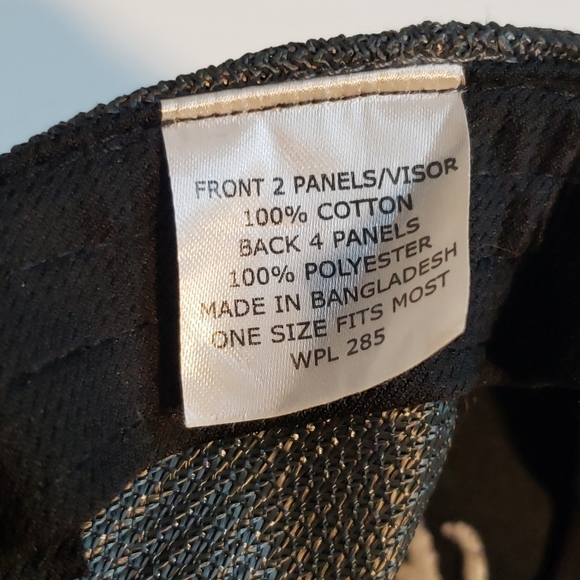 FRONT 2 PANELS/VISOR
100% COTTON
BACK 4 PANELS
100% POLYESTER
MADE IN BANGLADESH
ONE SIZE FITS MOST
WPL 285